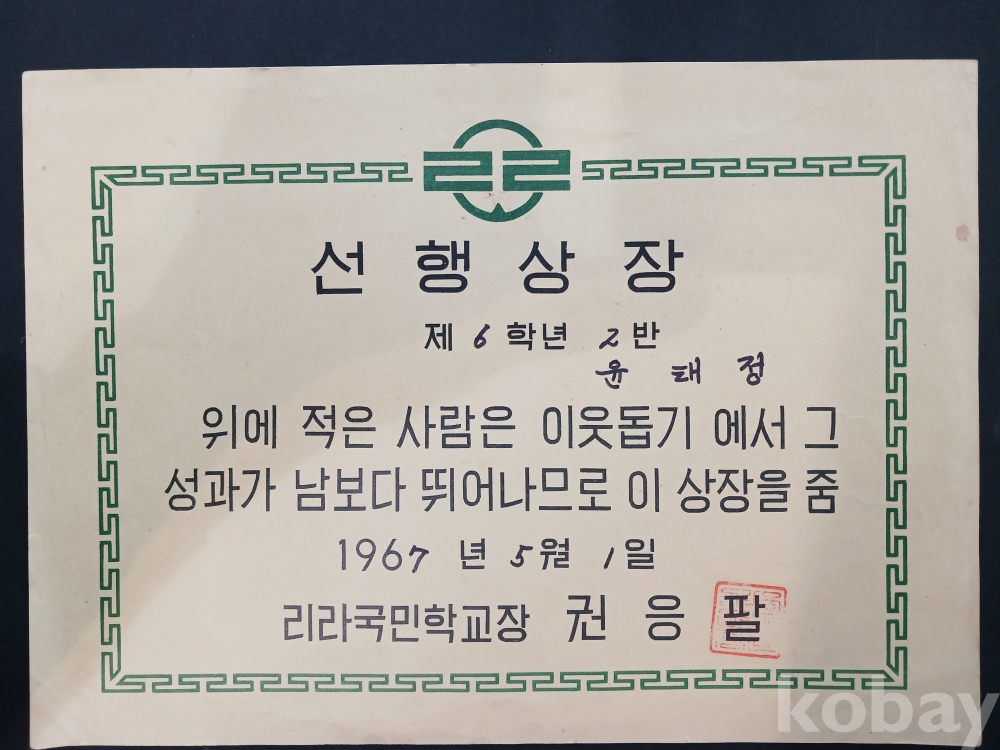 선행상장
제 6 학년 2 반
윤태정
위에 적은 사람은 이웃돕기 에서 그
성과가 남보다 뛰어나므로 이 상장을 줌
1967 년 5 월 1 일
리라국민학교장 권응팔
kobay